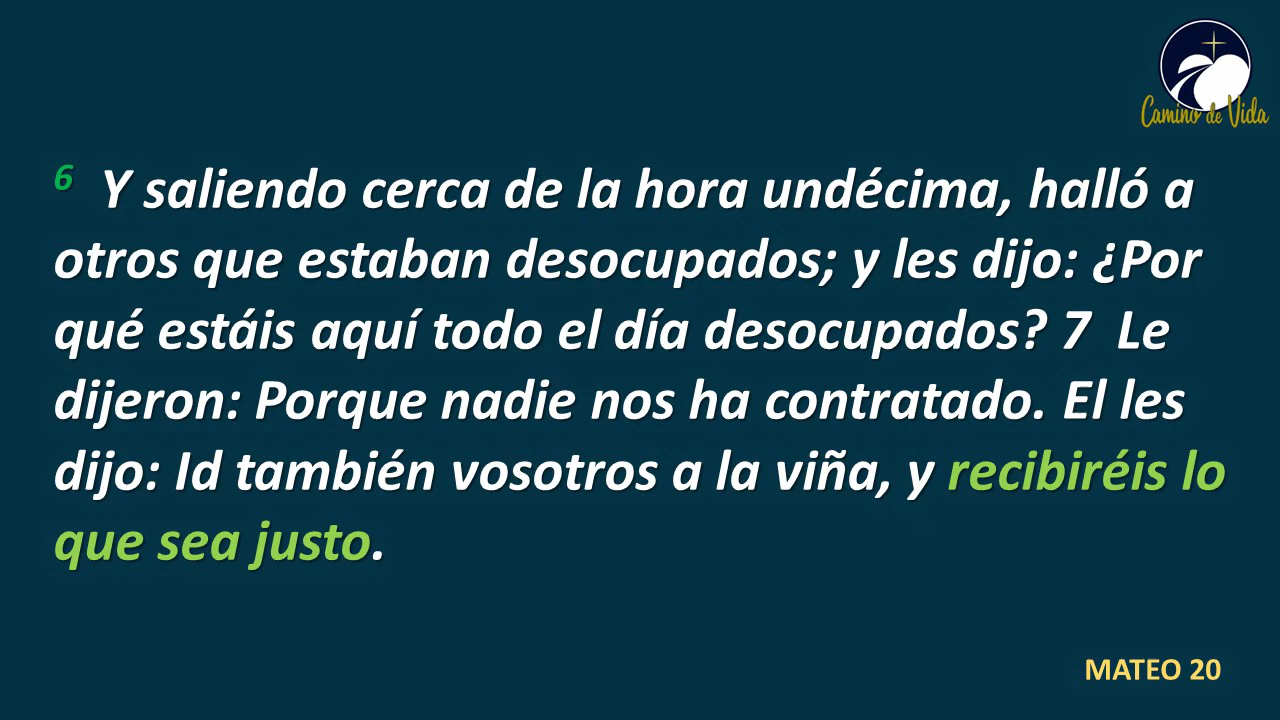 Camino de Vida
6 Y saliendo cerca de la hora undécima, halló a
otros que estaban desocupados; y les dijo: ¿Por
qué estáis aquí todo el día desocupados? 7 Le
dijeron: Porque nadie nos ha contratado. El les
dijo: Id también vosotros a la viña, y recibiréis lo
que sea justo.
MATEO 20